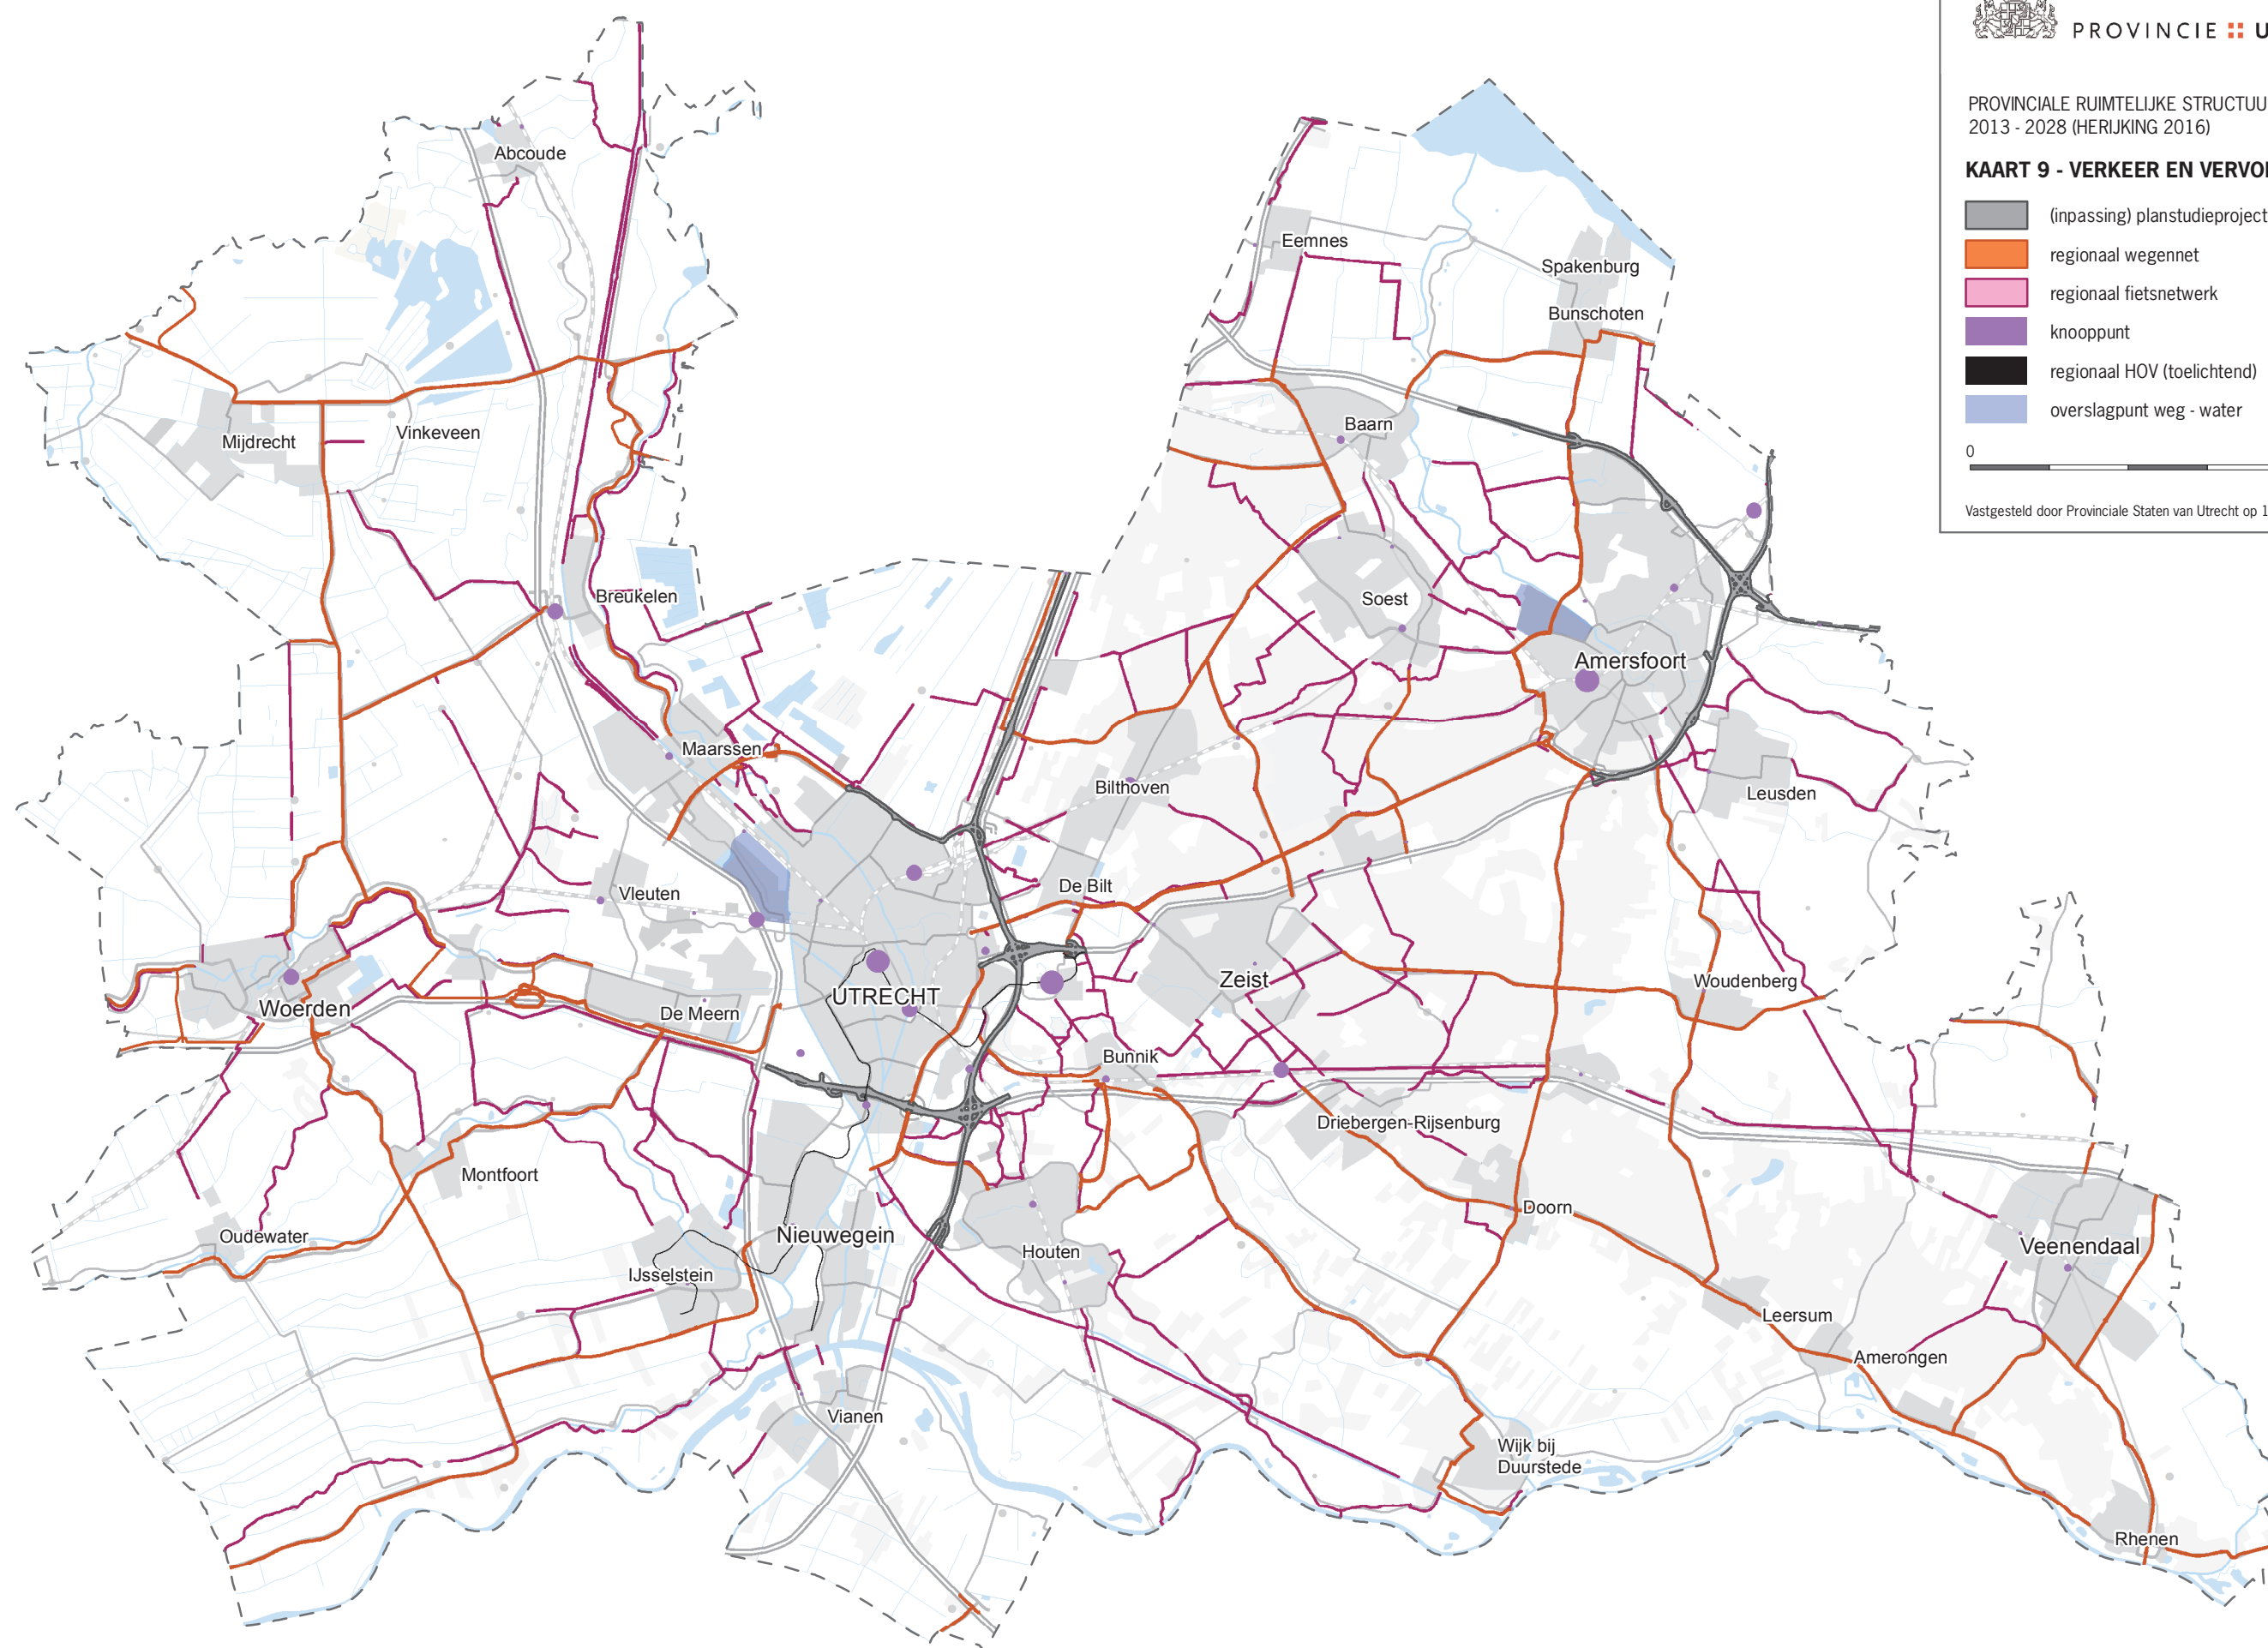 PROVINCIE U
PROVINCIALE RUIMTELIJKE STRUCTUU
2013 - 2028 (HERIJKING 2016)
KAART 9 - VERKEER EN VERVO
(inpassing) planstudieproject
regionaal wegennet
regionaal fietsnetwerk
knooppunt
regionaal HOV (toelichtend)
overslagpunt weg - water
0
Vastgesteld door Provinciale Staten van Utrecht op 1
Abcoude
Eemnes
Spakenburg
Bunschoten
Baarn
Vinkeveen
Mijdrecht
Breukelen
Soest
Amersfoort
Maarssen
Bilthoven
Leusden
De Bilt
Vleuten
Zeist
Woudenberg
UTRECHT
Woerden
De Meern
Bunnik
Driebergen-Rijsenburg
Montfoort
Doorn
Oudewater
Nieuwegein
Veenendaal
Houten
IJsselstein
Leersum
Amerongen
Vianen
Wijk bij
Duurstede
Rhenen